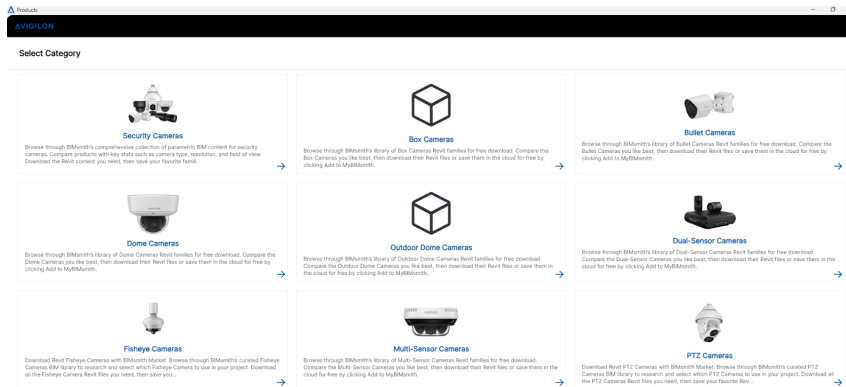 Products
AVIGILON
Select Category
Security Cameras
Browse through BIMsmith's comprehensive collection of parametric BIM content for security
cameras. Compare products with key stats such as camera type, resolution, and field of view.
Download the Revit content you need, then save your favorite famili...
Box Cameras
Browse through BIMsmith's library of Box Cameras Revit families for free download. Compare the
Box Cameras you like best, then download their Revit files or save them in the cloud for free by
clicking Add to MyBIMsmith.
Bullet Cameras
Browse through BIMsmith's library of Bullet Cameras Revit families for free download. Compare the
Bullet Cameras you like best, then download their Revit files or save them in the cloud for free by
clicking Add to MyBIMsmith.
Dome Cameras
Browse through BIMsmith's library of Dome Cameras Revit families for free download. Compare the
Dome Cameras you like best, then download their Revit files or save them in the cloud for free by
clicking Add to MyBIMsmith.
Outdoor Dome Cameras
Browse through BIMsmith's library of Outdoor Dome Cameras Revit families for free download.
Compare the Outdoor Dome Cameras you like best, then download their Revit files or save them in
the cloud for free by clicking Add to MyBIMsmith.
Dual-Sensor Cameras
Browse through BIMsmith's library of Dual-Sensor Cameras Revit families for free download.
Compare the Dual-Sensor Cameras you like best, then download their Revit files or save them in the
cloud for free by clicking Add to MyBIMsmith.
Fisheye Cameras
Download Revit Fisheye Cameras with BIMsmith Market. Browse through BIMsmith's curated Fisheye
Cameras BIM library to research and select which Fisheye Camera to use in your project. Download
all the Fisheye Camera Revit files you need, then save you...
Multi-Sensor Cameras
Browse through BIMsmith's library of Multi-Sensor Cameras Revit families for free download.
Compare the Multi-Sensor Cameras you like best, then download their Revit files or save them in the
cloud for free by clicking Add to MyBIMsmith.
PTZ Cameras
Download Revit PTZ Cameras with BIMsmith Market. Browse through BIMsmith's curated PTZ
Cameras BIM library to research and select which PTZ Cameras to use in your project. Download all
the PTZ Cameras Revit files you need, then save your favorite Rev...